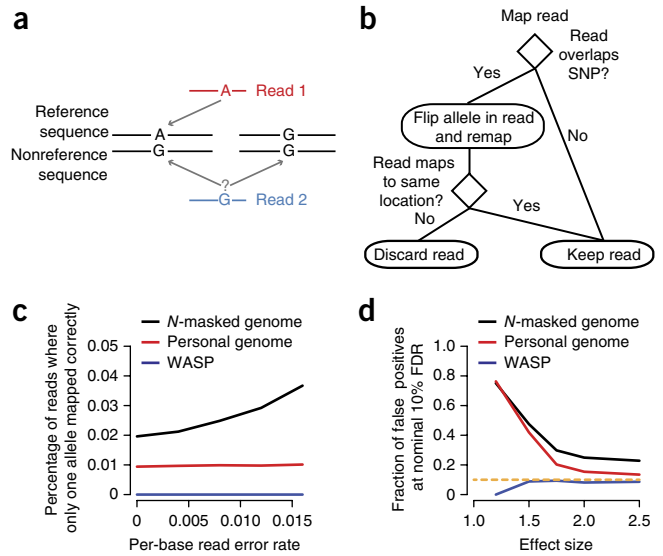 a
A Read 1
Reference
sequence
A G
Nonreference
sequence
G G
?
G Read 2
b
Map read
Read
overlaps
SNP?
Yes
No
Flip allele in read
and remap
Read maps
to same
location?
No
Yes
Discard read
Keep read
c
Percentage of reads where
only one allele mapped correctly
N-masked genome
Personal genome
WASP
0.05
0.04
0.03
0.02
0.01
0
0 0.005 0.010 0.015
Per-base read error rate
d
Fraction of false positives
at nominal 10% FDR
N-masked genome
Personal genome
WASP
1.0
0.8
0.6
0.4
0.2
0
1.0 1.5 2.0 2.5
Effect size